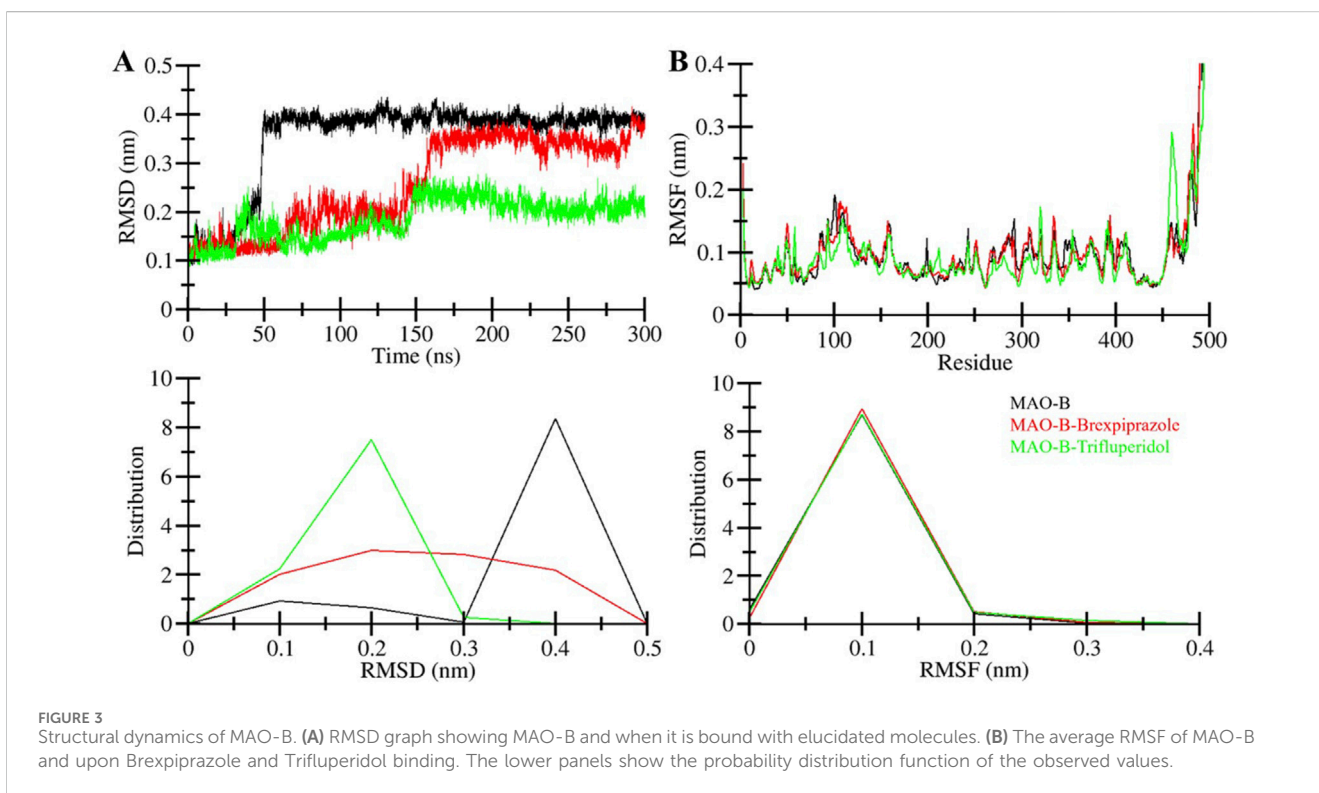 A
0.5
0.4
0.3
0.2
0.1
0
RMSD (nm)
0 50 100 150 200 250 300
Time (ns)
B
0.4
0.3
0.2
0.1
0
RMSF (nm)
0 100 200 300 400 500
Residue
10
8
6
4
2
0
Distribution
0 0.1 0.2 0.3 0.4 0.5
RMSD (nm)
10
8
6
4
2
0
Distribution
MAO-B
MAO-B-Brexpiprazole
MAO-B-Trifluperidol
0 0.1 0.2 0.3 0.4
RMSF (nm)
FIGURE 3
Structural dynamics of MAO-B. (A) RMSD graph showing MAO-B and when it is bound with elucidated molecules. (B) The average RMSF of MAO-B
and upon Brexpiprazole and Trifluperidol binding. The lower panels show the probability distribution function of the observed values.